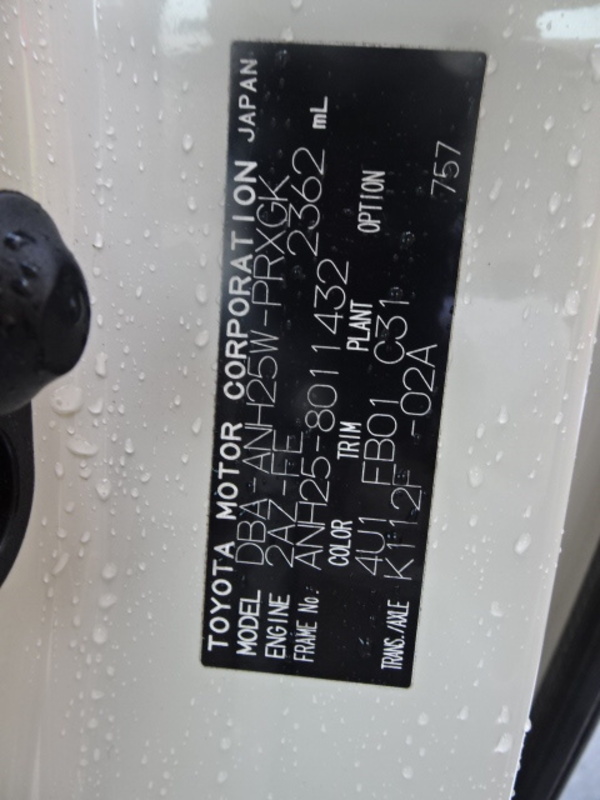 TOYOTA MOTOR CORPORATION JAPAN
MODEL DBA-ANH25W-PRXGK
ENGINE 2AZ-FE 2362 mL
FRAME No. ANH25-8011432
COLOR TRIM PLANT OPTION
4U1 FB01 C31
TRANS./AXLE K112F -02A 757